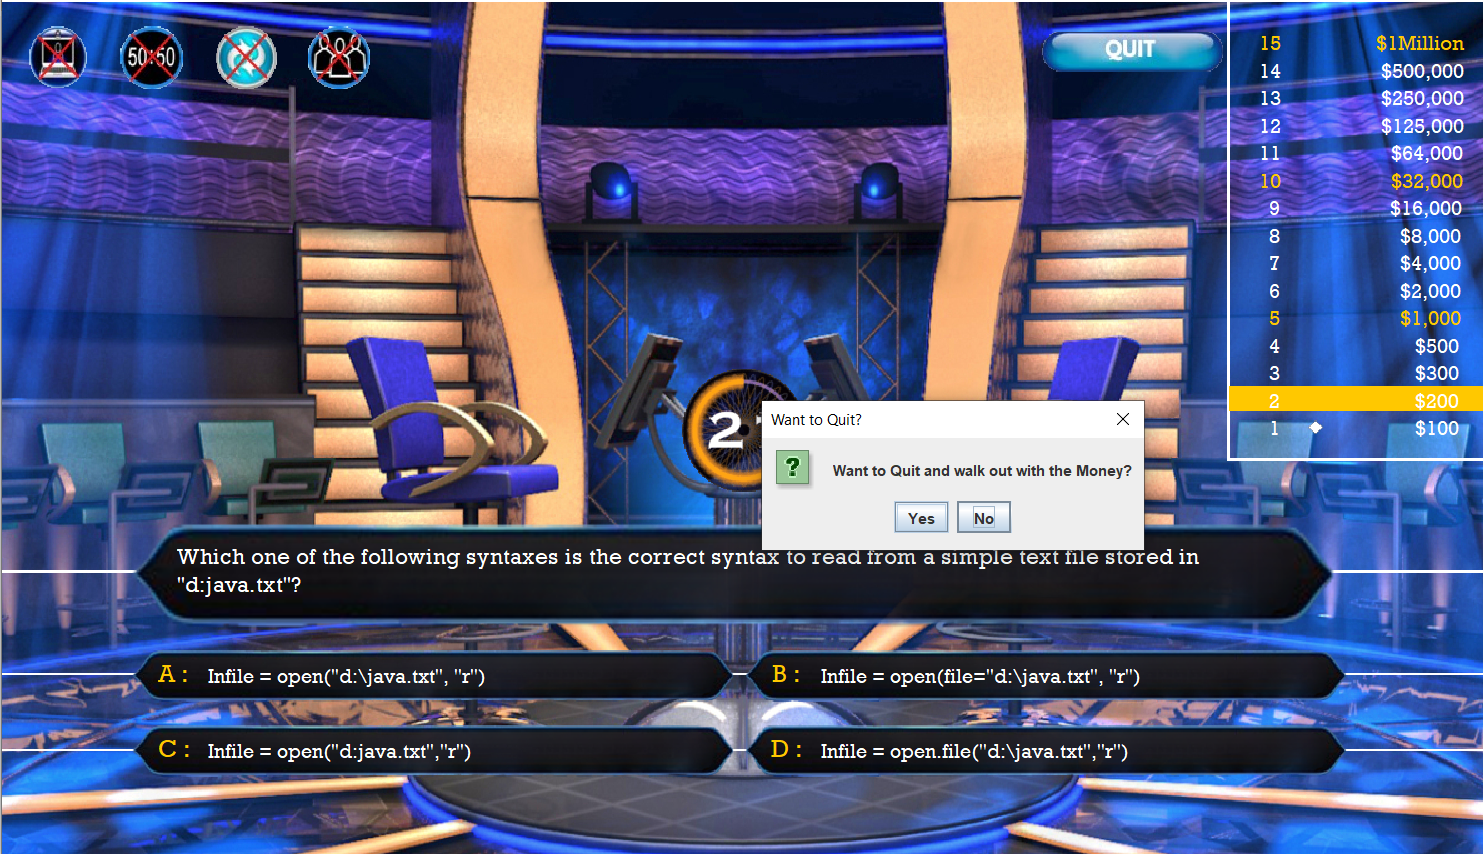 50:50
QUIT
15 $1Million
14 $500,000
13 $250,000
12 $125,000
11 $64,000
10 $32,000
9 $16,000
8 $8,000
7 $4,000
6 $2,000
5 $1,000
4 $500
3 $300
2 $200
1 $100
Want to Quit?
Want to Quit and walk out with the Money?
Yes No
Which one of the following syntaxes is the correct syntax to read from a simple text file stored in
"d:java.txt"?
A : Infile = open("d:\java.txt", "r")
B : Infile = open(file="d:\java.txt", "r")
C : Infile = open("d:java.txt","r")
D : Infile = open.file("d:\java.txt","r")